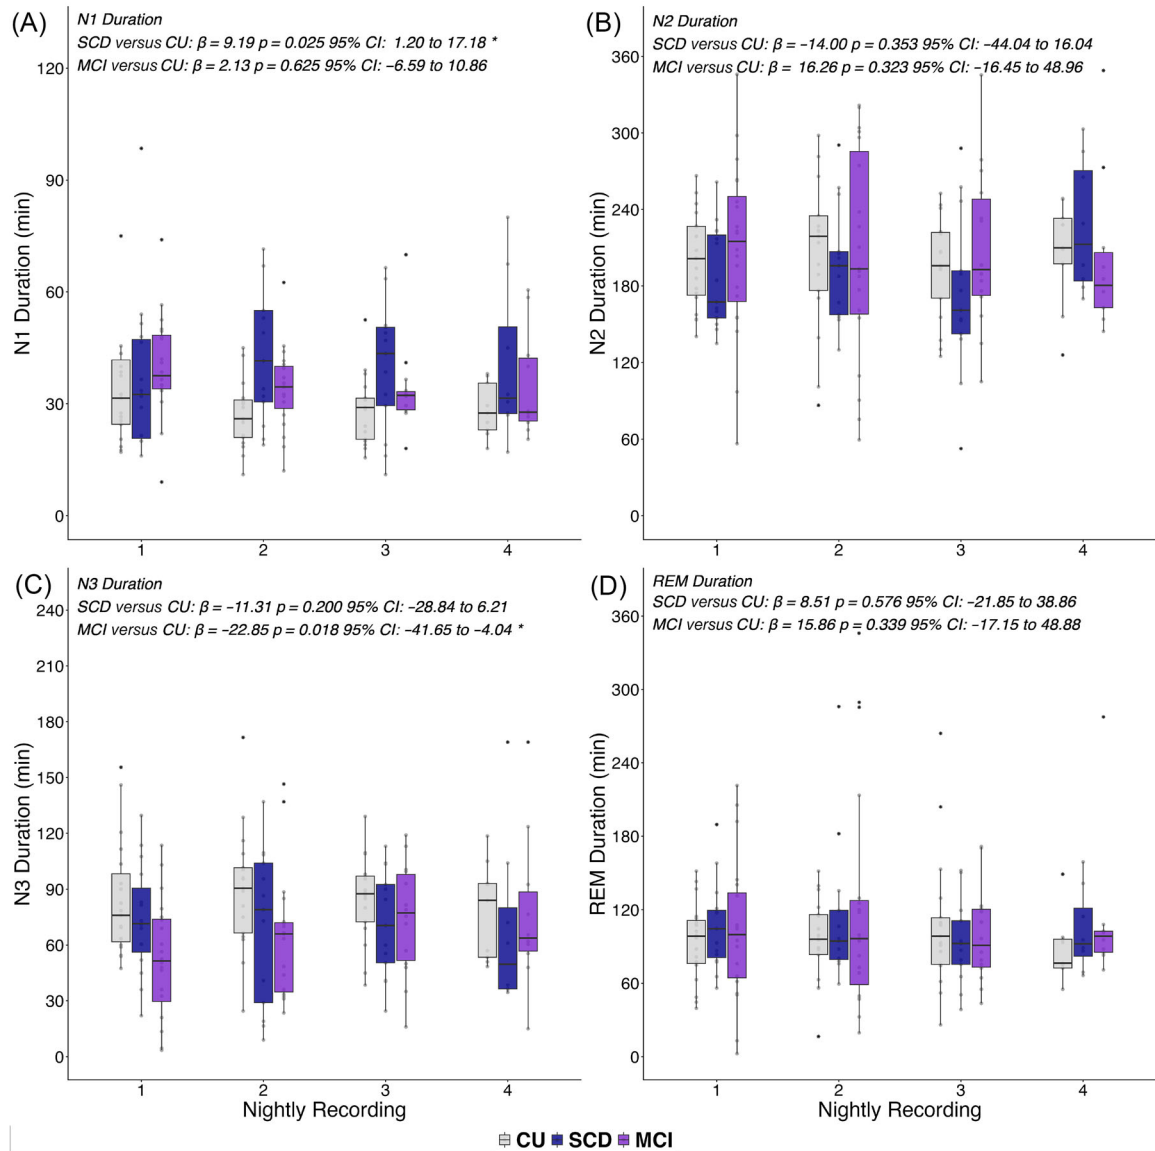 (A)
N1 Duration
SCD versus CU: β = 9.19 p = 0.025 95% CI: 1.20 to 17.18 *
MCI versus CU: β = 2.13 p = 0.625 95% CI: −6.59 to 10.86
N1 Duration (min)
120
90
60
30
0
1 2 3 4
(B)
N2 Duration
SCD versus CU: β = −14.00 p = 0.353 95% CI: −44.04 to 16.04
MCI versus CU: β = 16.26 p = 0.323 95% CI: −16.45 to 48.96
N2 Duration (min)
360
300
240
180
120
60
0
1 2 3 4
(C)
N3 Duration
SCD versus CU: β = −11.31 p = 0.200 95% CI: −28.84 to 6.21
MCI versus CU: β = −22.85 p = 0.018 95% CI: −41.65 to −4.04 *
N3 Duration (min)
240
210
180
150
120
90
60
30
0
1 2 3 4
Nightly Recording
(D)
REM Duration
SCD versus CU: β = 8.51 p = 0.576 95% CI: −21.85 to 38.86
MCI versus CU: β = 15.86 p = 0.339 95% CI: −17.15 to 48.88
REM Duration (min)
360
300
240
180
120
60
0
1 2 3 4
Nightly Recording
CU SCD MCI